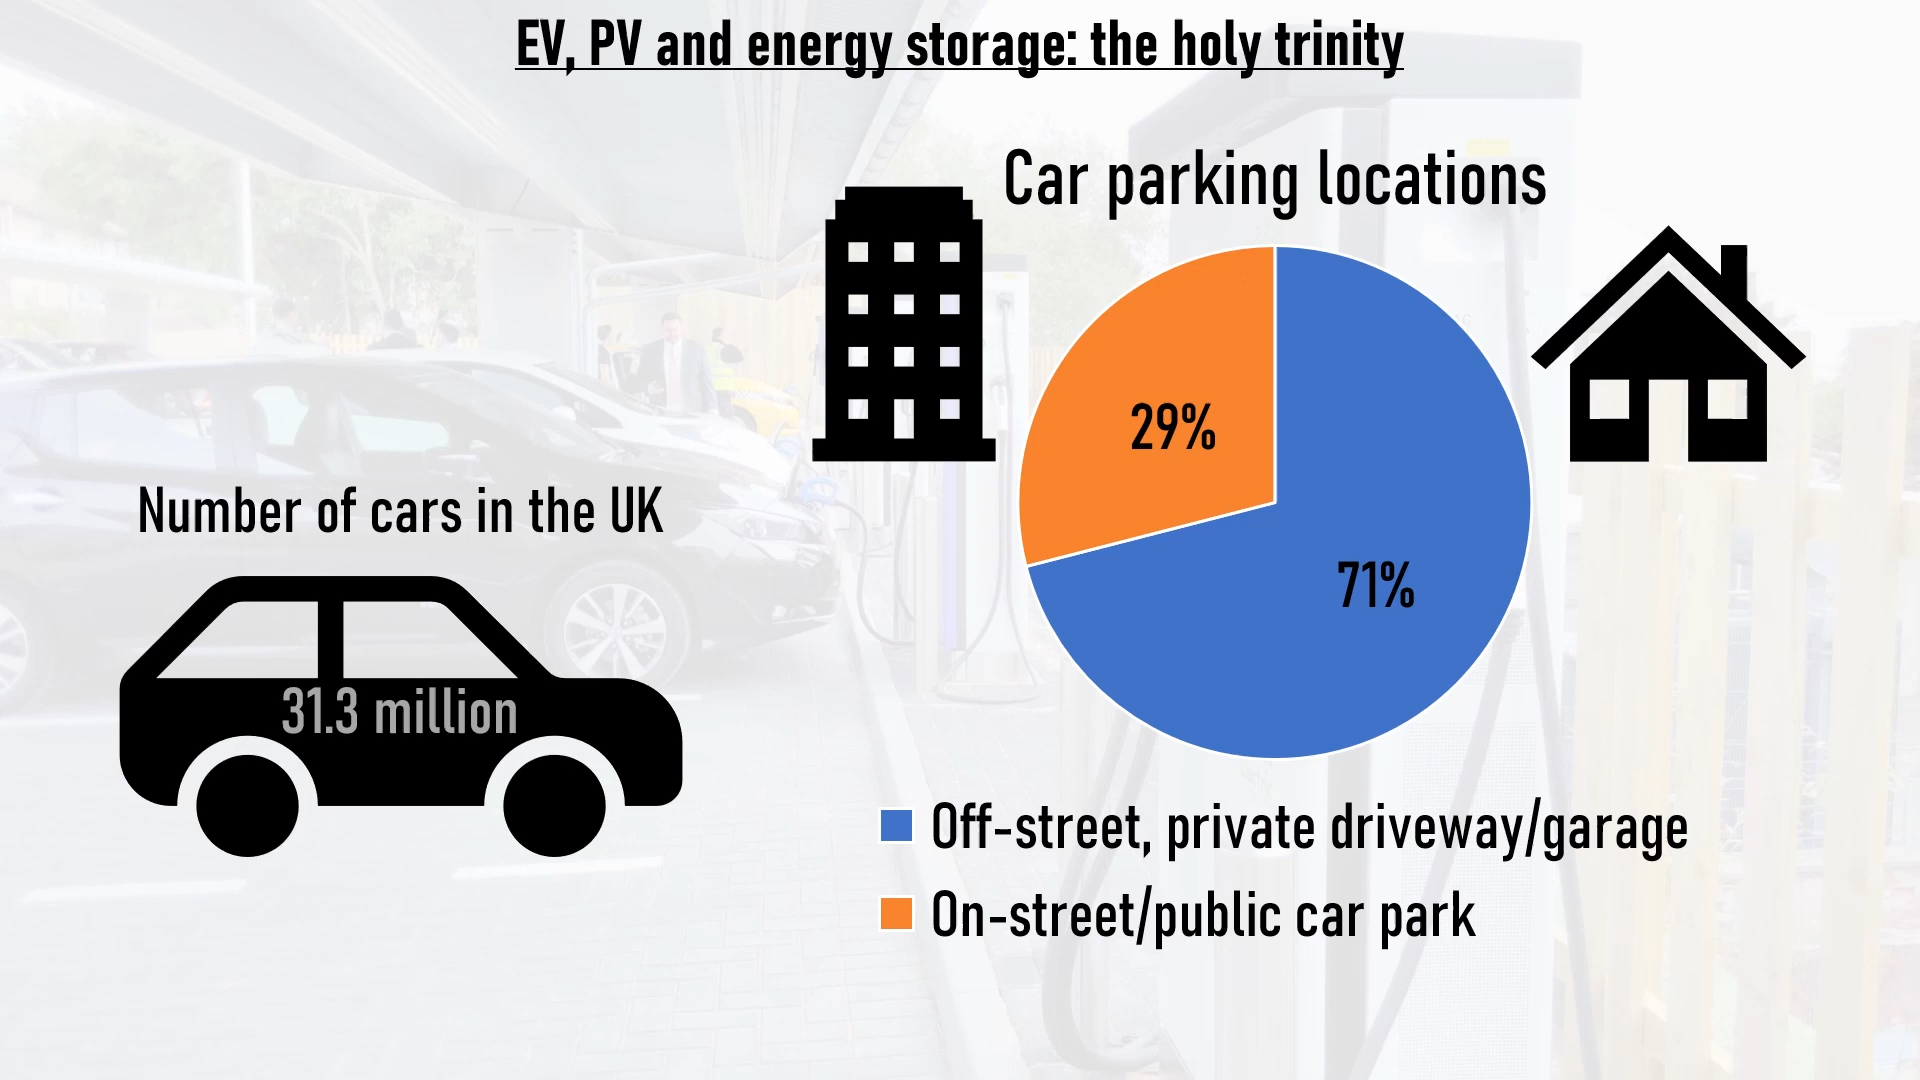 EV, PV and energy storage: the holy trinity
Car parking locations
29%
71%
Number of cars in the UK
31.3 million
Off-street, private driveway/garage
On-street/public car park